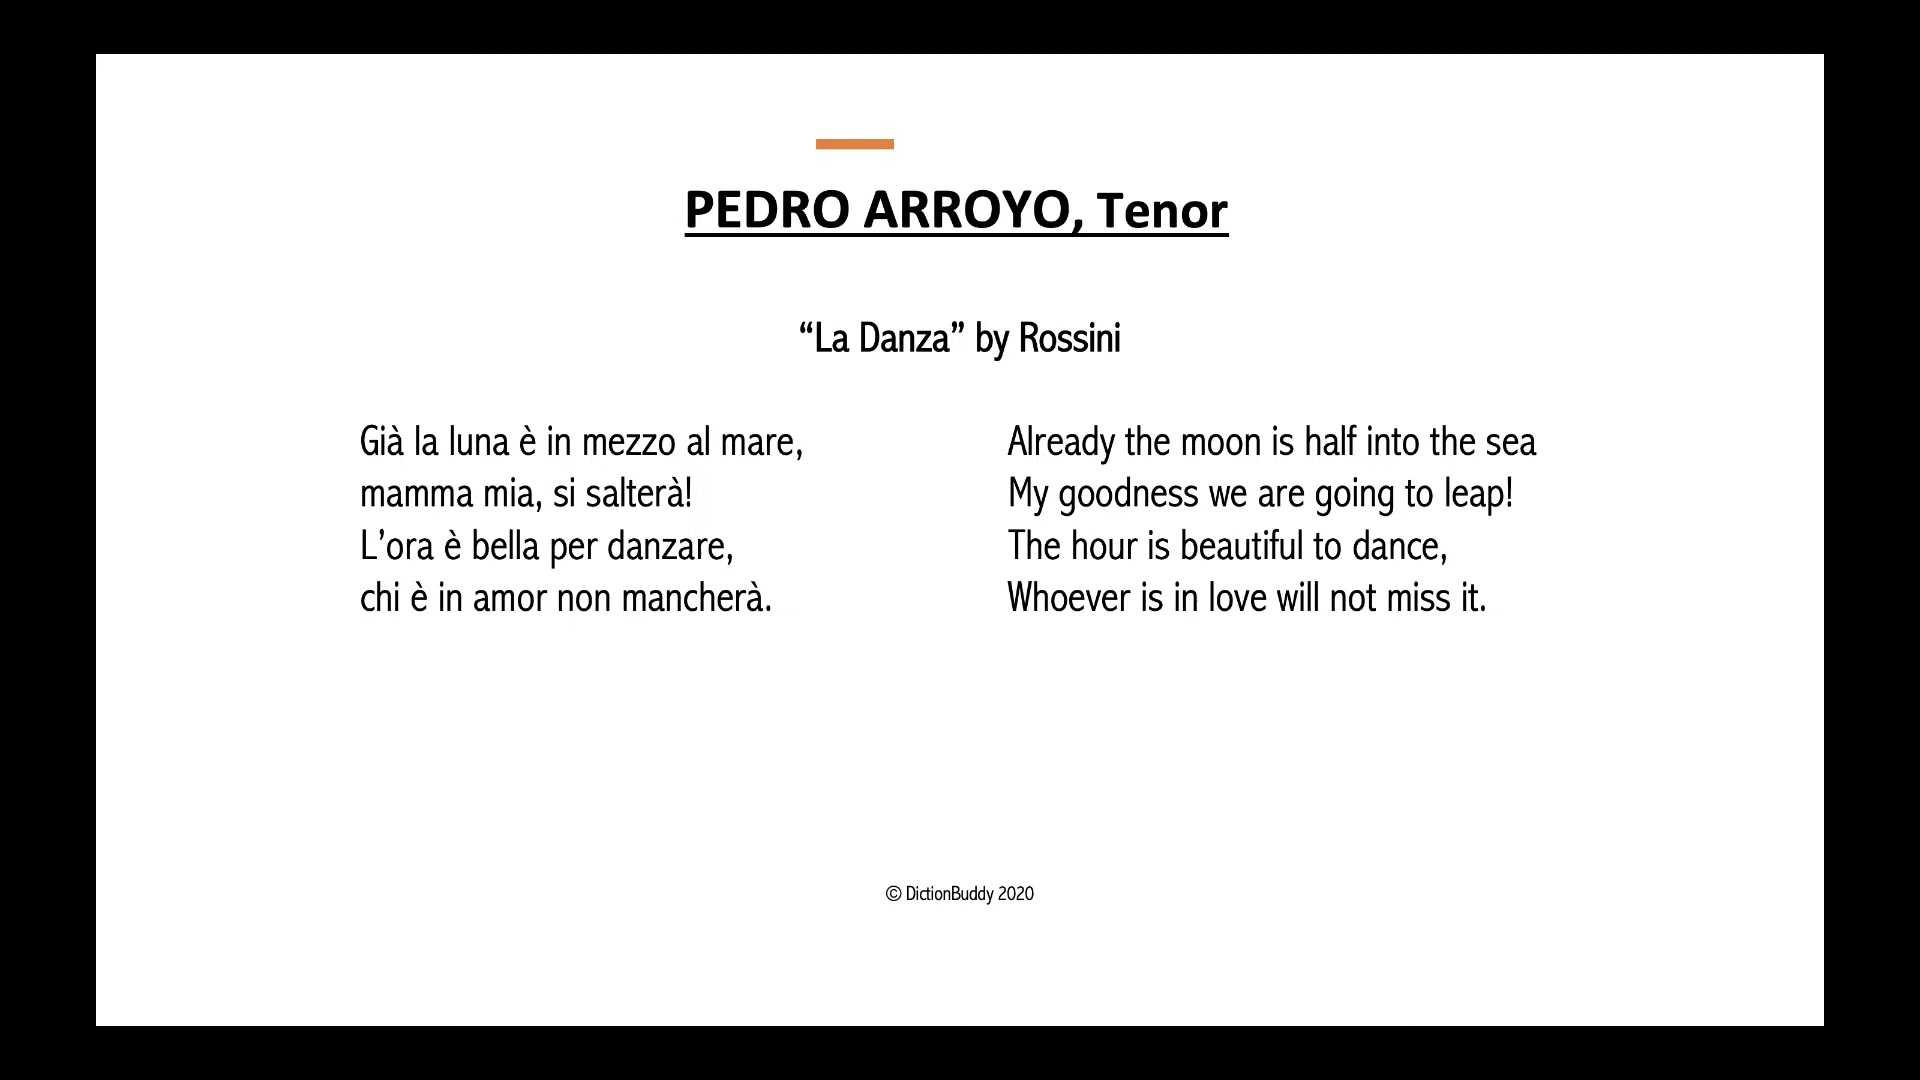 PEDRO ARROYO, Tenor
“La Danza” by Rossini
Già la luna è in mezzo al mare,
mamma mia, si salterà!
L’ora è bella per danzare,
chi è in amor non mancherà.
Already the moon is half into the sea
My goodness we are going to leap!
The hour is beautiful to dance,
Whoever is in love will not miss it.
© DictionBuddy 2020